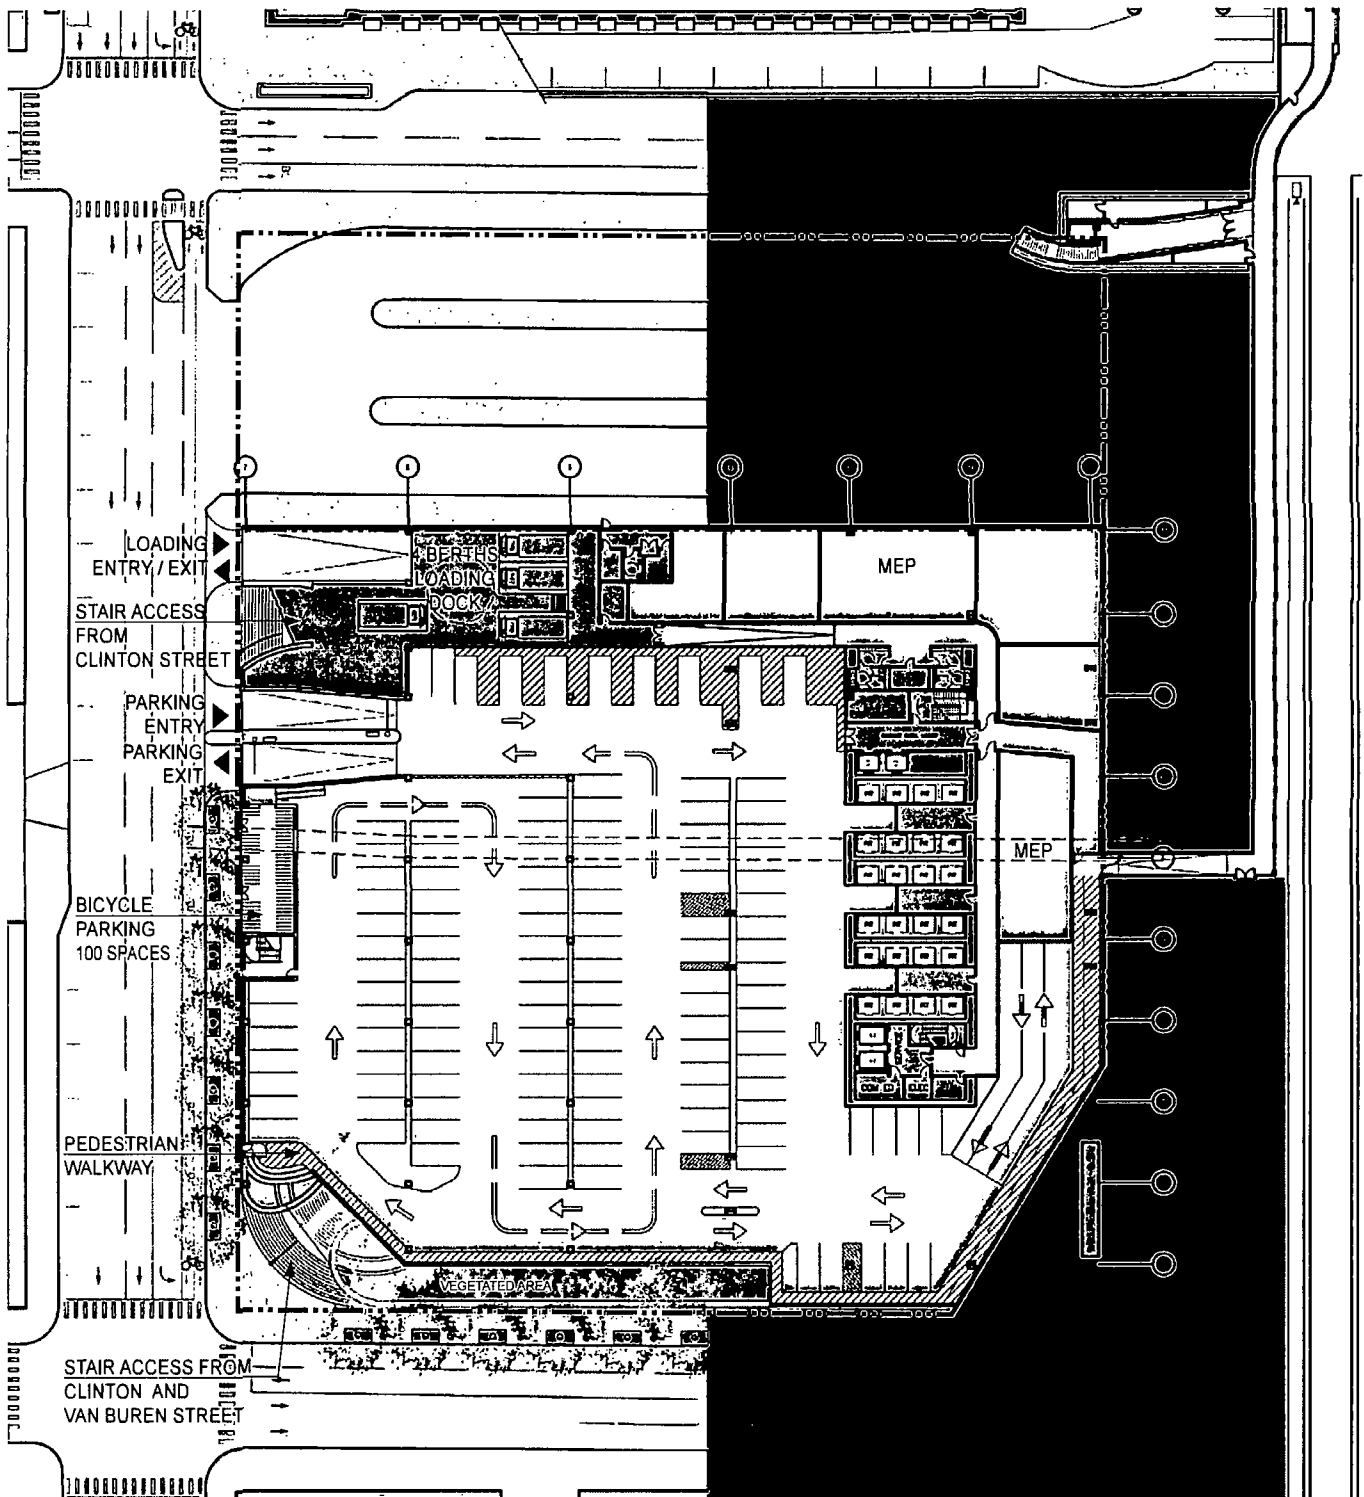 LOADING
ENTRY / EXIT
4 BERTHS
LOADING
DOCK
MEP
STAIR ACCESS
FROM
CLINTON STREET
PARKING
ENTRY
PARKING
EXIT
MEP
BICYCLE
PARKING
100 SPACES
PEDESTRIAN
WALKWAY
VEGETATED AREA
STAIR ACCESS FROM
CLINTON AND
VAN BUREN STREET